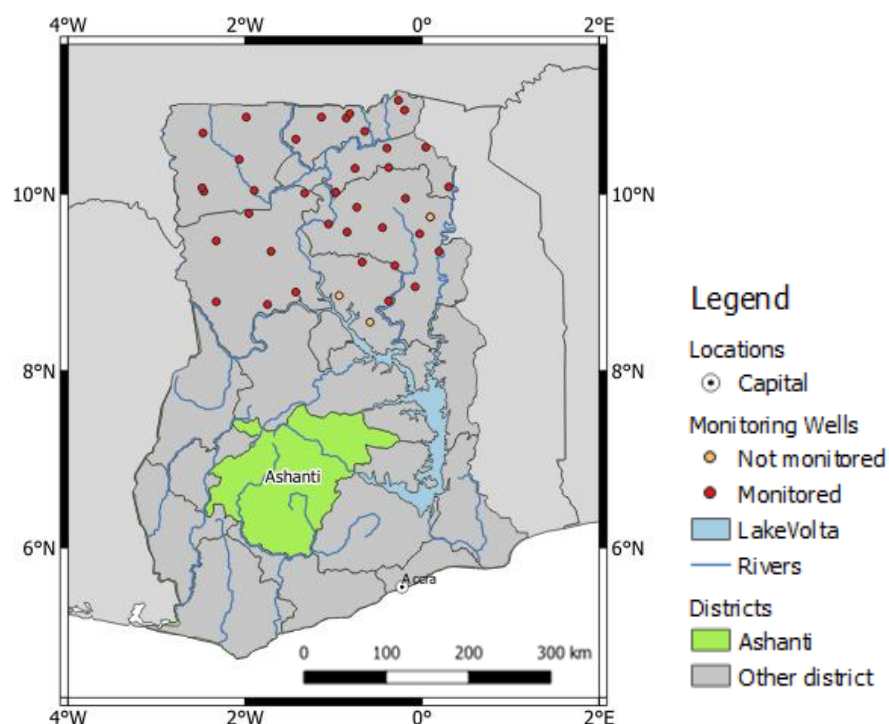 4°W 2°W 0° 2°E
10°N 10°N
8°N 8°N
Ashanti
6°N 6°N
Accra
0 100 200 300 km
4°W 2°W 0° 2°E
Legend
Locations
Capital
Monitoring Wells
Not monitored
Monitored
LakeVolta
Rivers
Districts
Ashanti
Other district